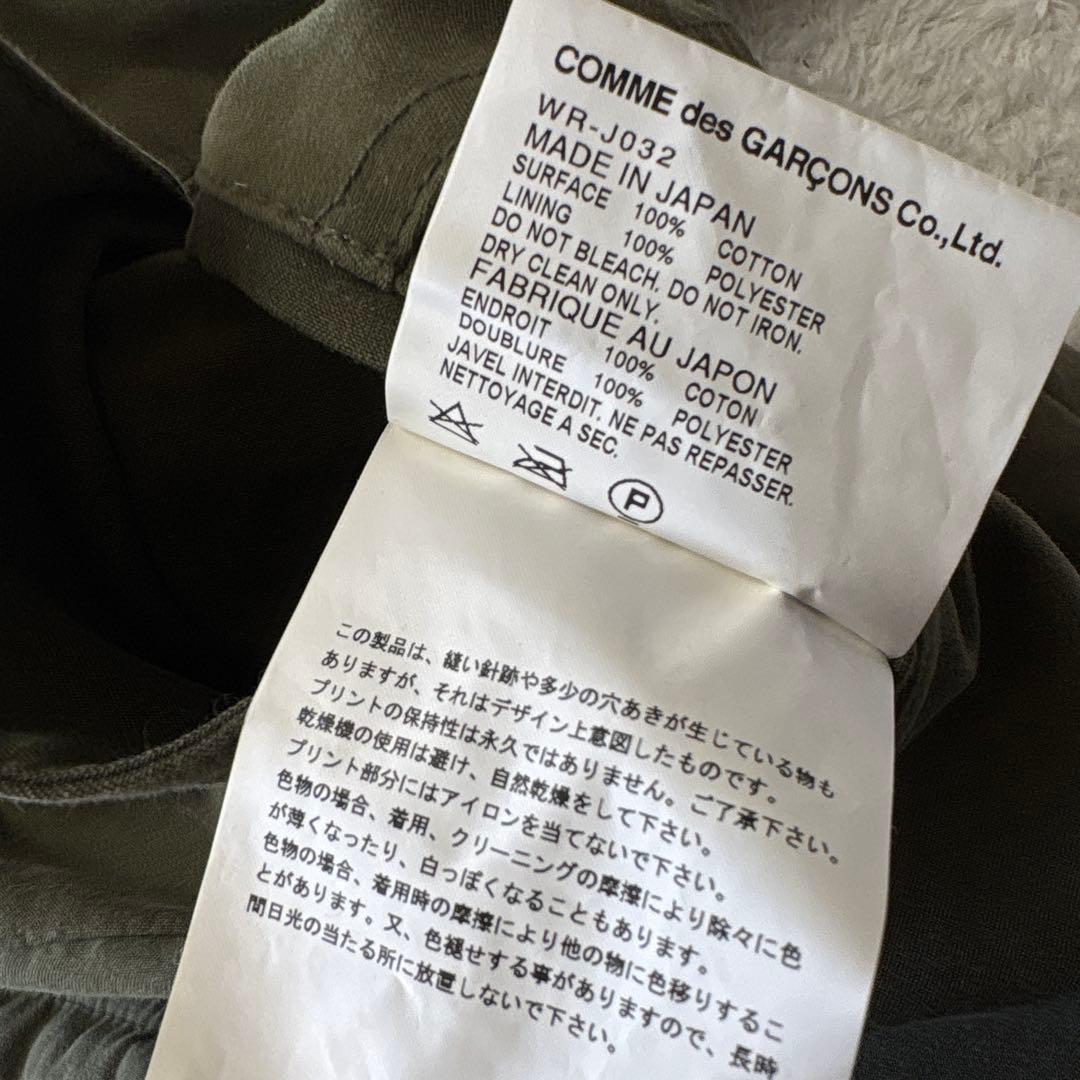 COMME des GARÇONS Co.,Ltd.
WR-J032
MADE IN JAPAN
SURFACE 100% COTTON
LINING 100% POLYESTER
DO NOT BLEACH. DO NOT IRON.
DRY CLEAN ONLY.
FABRIQUE AU JAPON
ENDROIT 100% COTON
DOUBLURE 100% POLYESTER
JAVEL INTERDIT. NE PAS REPASSER.
NETTOYAGE A SEC.
P
この製品は、縫い針跡や多少の穴あきが生じている物も
ありますが、それはデザイン上意図したものです。
プリントの保持性は永久ではありません。ご了承下さい。
乾燥機の使用は避け、自然乾燥をして下さい。
プリント部分にはアイロンを当てないで下さい。
色物の場合、着用、クリーニングの摩擦により除々に色
が薄くなったり、白っぽくなることもあります。
色物の場合、着用時の摩擦により他の物に色移りするこ
とがあります。又、色褪せする事がありますので、長時
間日光の当たる所に放置しないで下さい。